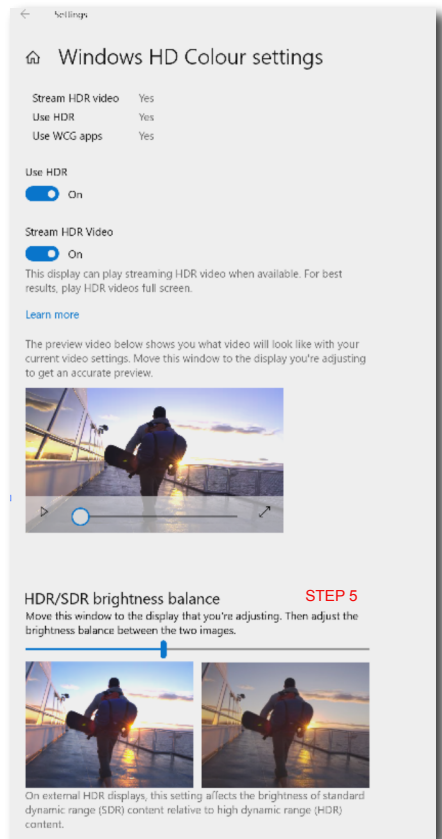 Settings
Windows HD Colour settings
Stream HDR video Yes
Use HDR Yes
Use WCG apps Yes
Use HDR
On
Stream HDR Video
On
This display can play streaming HDR video when available. For best
results, play HDR videos full screen.
Learn more
The preview video below shows you what video will look like with your
current video settings. Move this window to the display you're adjusting
to get an accurate preview.
HDR/SDR brightness balance STEP 5
Move this window to the display that you're adjusting. Then adjust the
brightness balance between the two images.
On external HDR displays, this setting affects the brightness of standard
dynamic range (SDR) content relative to high dynamic range (HDR)
content.